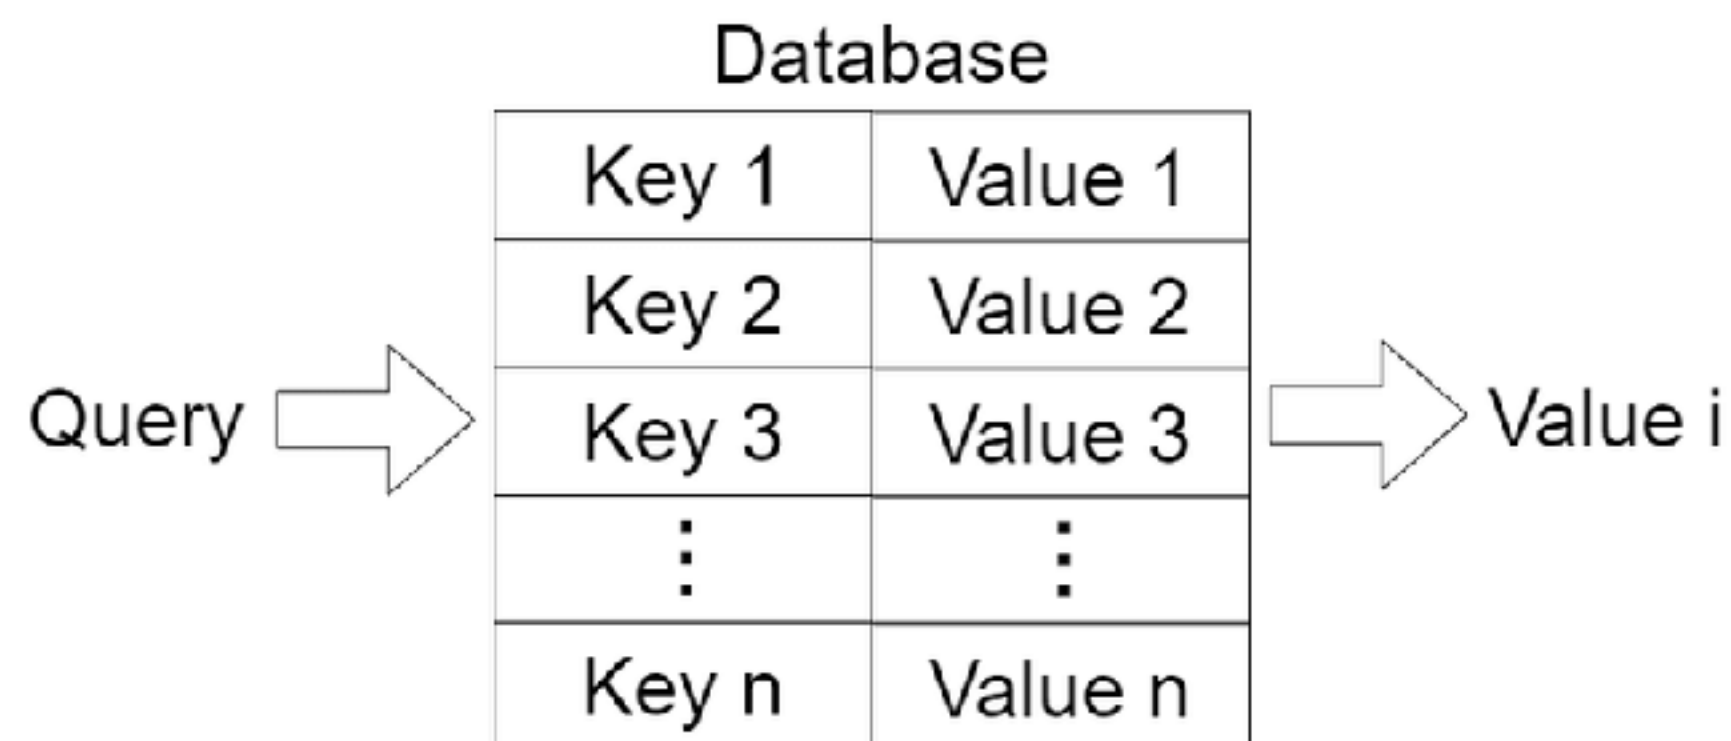 Database
Key 1 Value 1
Key 2 Value 2
Query Key 3 Value 3 Value i
⋮ ⋮
Key n Value n